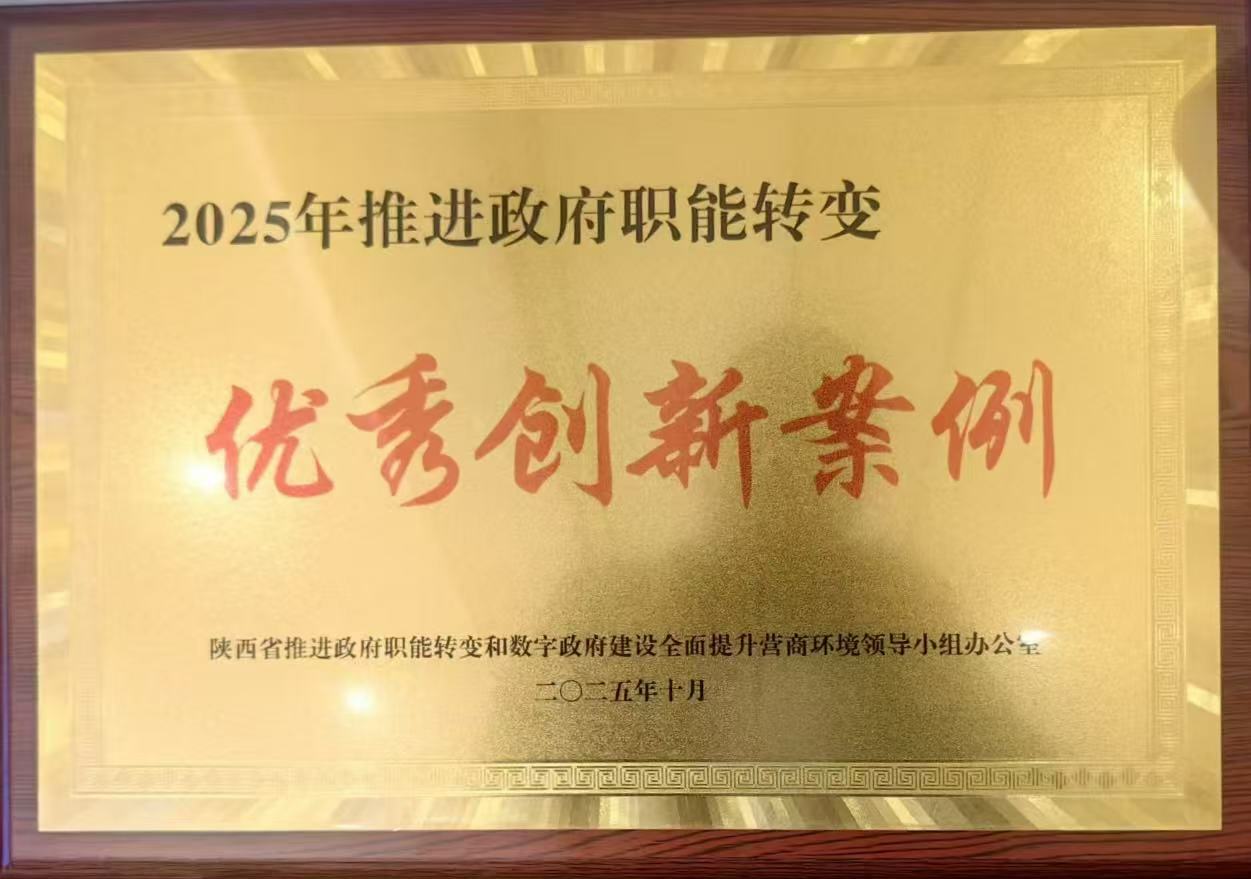 2025年推进政府职能转变
优秀创新案例
陕西省推进政府职能转变和数字政府建设全面提升营商环境领导小组办公室
二〇二五年十月